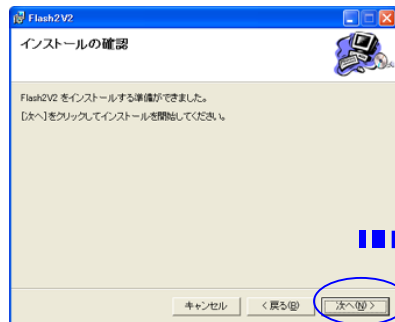 Flash2V2
インストールの確認
Flash2V2 をインストールする準備ができました。
[次へ]をクリックしてインストールを開始してください。
キャンセル
< 戻る(B)
次へ(N) >